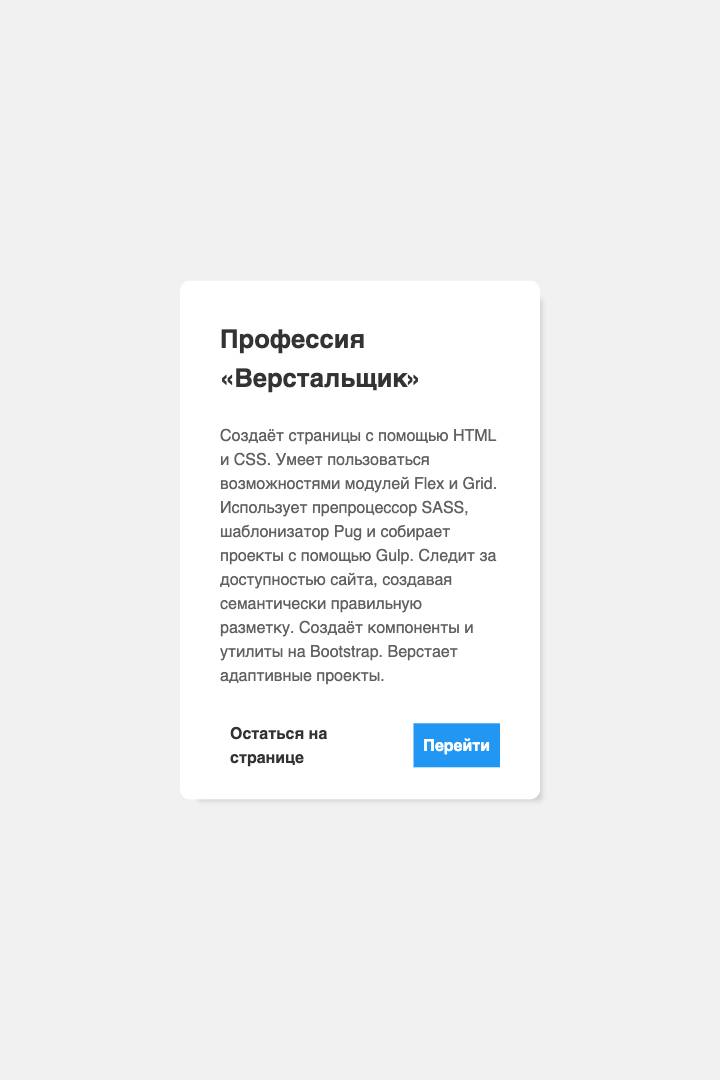 Профессия
«Верстальщик»
Создаёт страницы с помощью HTML
и CSS. Умеет пользоваться
возможностями модулей Flex и Grid.
Использует препроцессор SASS,
шаблонизатор Pug и собирает
проекты с помощью Gulp. Следит за
доступностью сайта, создавая
семантически правильную
разметку. Создаёт компоненты и
утилиты на Bootstrap. Верстает
адаптивные проекты.
Остаться на
странице
Перейти